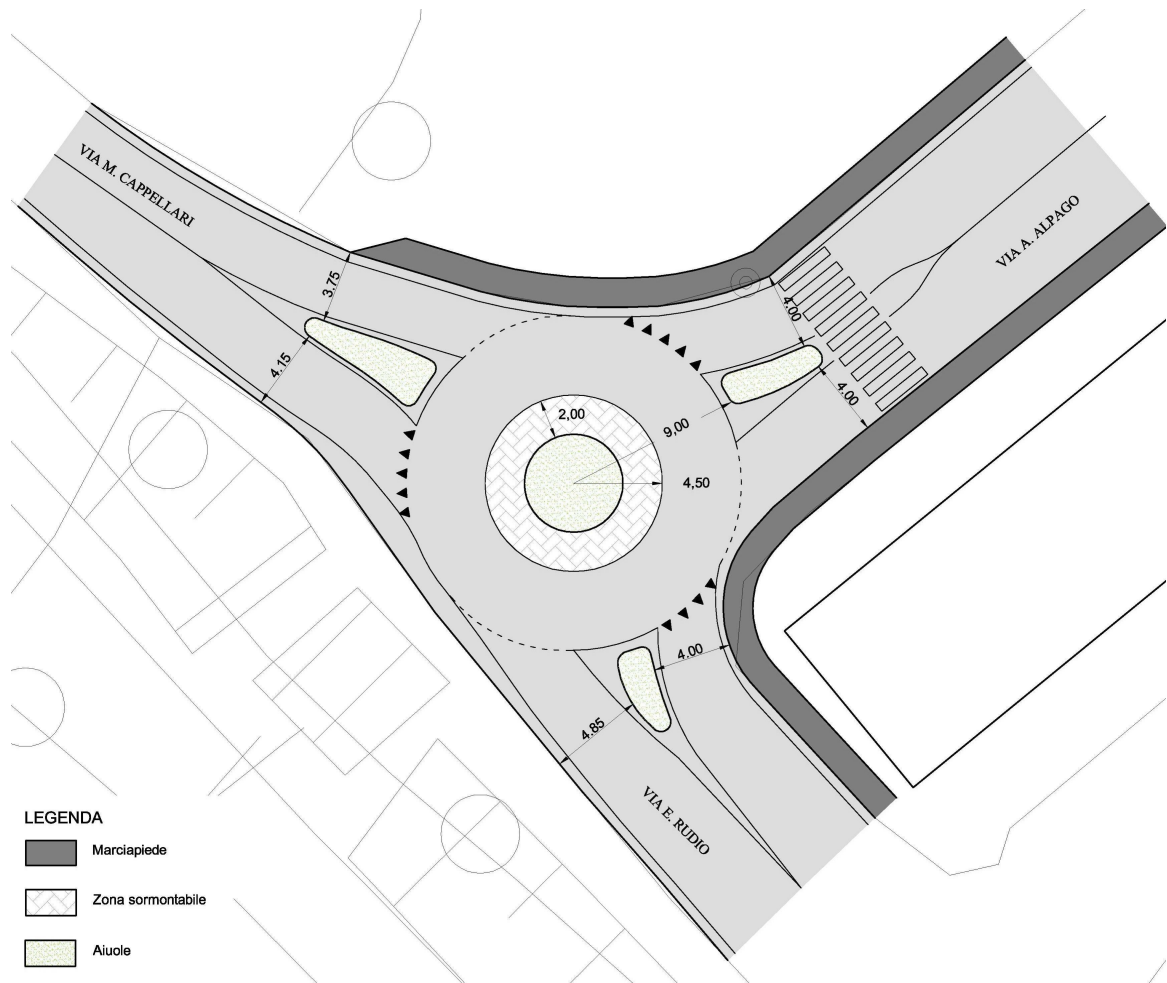 VIA M. CAPPELLARI
VIA A. ALPAGO
3.75
4.00
4.15
4.00
2,00
9,00
4,50
4.00
4.85
VIA E. RUDIO
LEGENDA
Marciapiede
Zona sormontabile
Aiuole